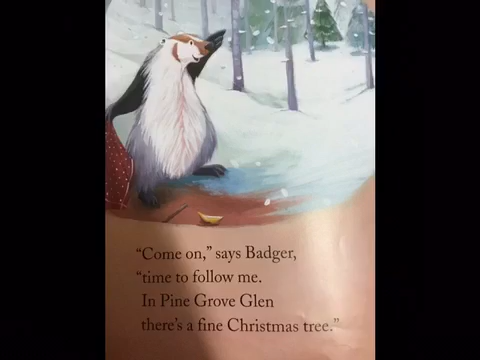 “Come on,” says Badger,
“time to follow me.
In Pine Grove Glen
there’s a fine Christmas tree.”